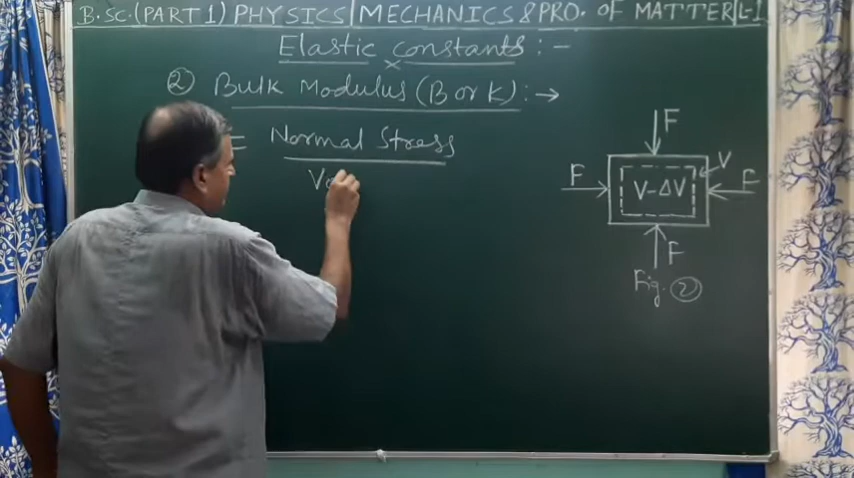 B.SC.(PART 1) PHYSICS|MECHANICS & PRO. OF MATTER|L-1
Elastic constants :-
② Bulk Modulus (B or K) :→
= Normal Stress
Vo
F
F
V
V-ΔV
F
F
Fig. ②